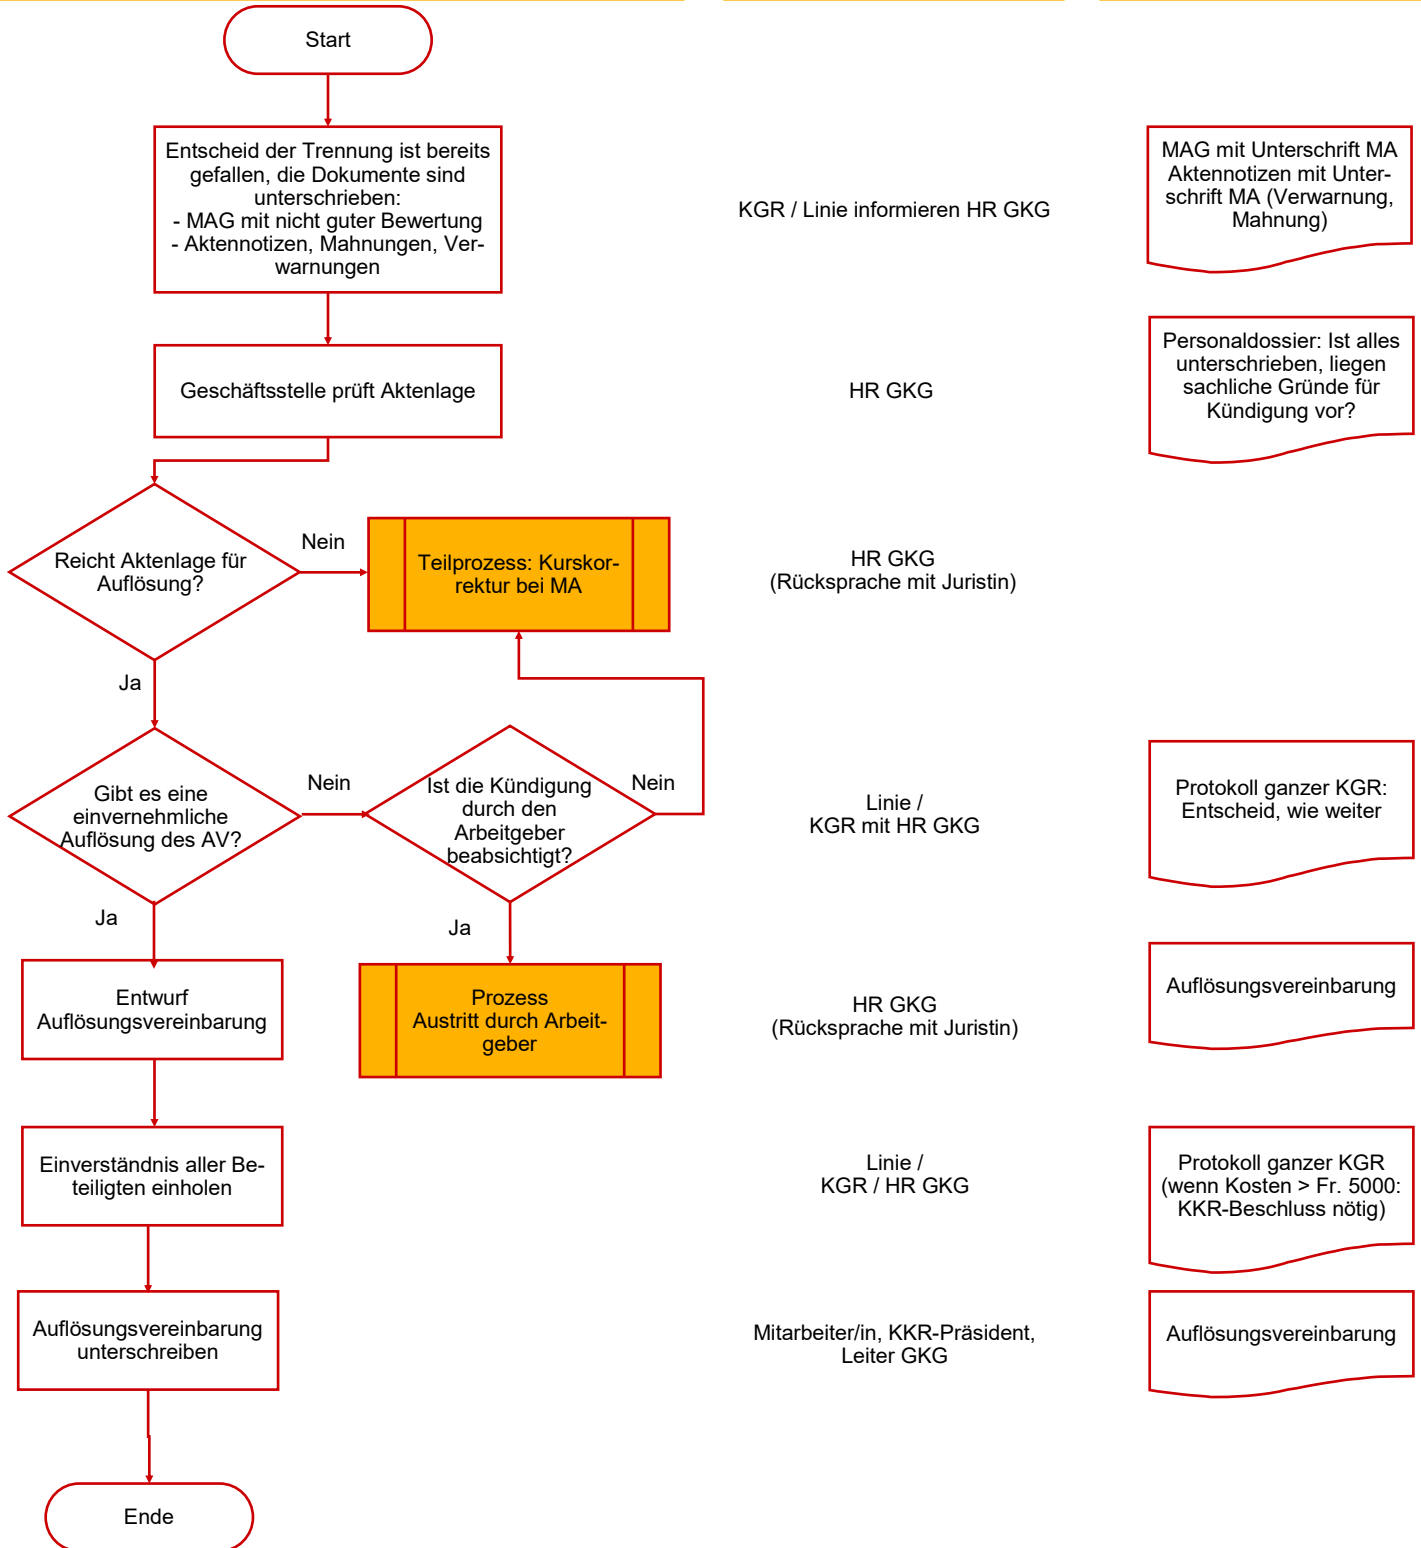 Start
Entscheid der Trennung ist bereits
gefallen, die Dokumente sind
unterschrieben:
- MAG mit nicht guter Bewertung
- Aktennotizen, Mahnungen, Ver-
warnungen
KGR / Linie informieren HR GKG
MAG mit Unterschrift MA
Aktennotizen mit Unter-
schrift MA (Verwarnung,
Mahnung)
Geschäftsstelle prüft Aktenlage
HR GKG
Personaldossier: Ist alles
unterschrieben, liegen
sachliche Gründe für
Kündigung vor?
Reicht Aktenlage für
Auflösung?
Nein
Teilprozess: Kurskor-
rektur bei MA
HR GKG
(Rücksprache mit Juristin)
Ja
Gibt es eine
einvernehmliche
Auflösung des AV?
Nein
Ist die Kündigung
durch den
Arbeitgeber
beabsichtigt?
Nein
Linie /
KGR mit HR GKG
Protokoll ganzer KGR:
Entscheid, wie weiter
Ja
Ja
Entwurf
Auflösungsvereinbarung
Prozess
Austritt durch Arbeit-
geber
HR GKG
(Rücksprache mit Juristin)
Auflösungsvereinbarung
Einverständnis aller Be-
teiligten einholen
Linie /
KGR / HR GKG
Protokoll ganzer KGR
(wenn Kosten > Fr. 5000:
KKR-Beschluss nötig)
Auflösungsvereinbarung
unterschreiben
Mitarbeiter/in, KKR-Präsident,
Leiter GKG
Auflösungsvereinbarung
Ende